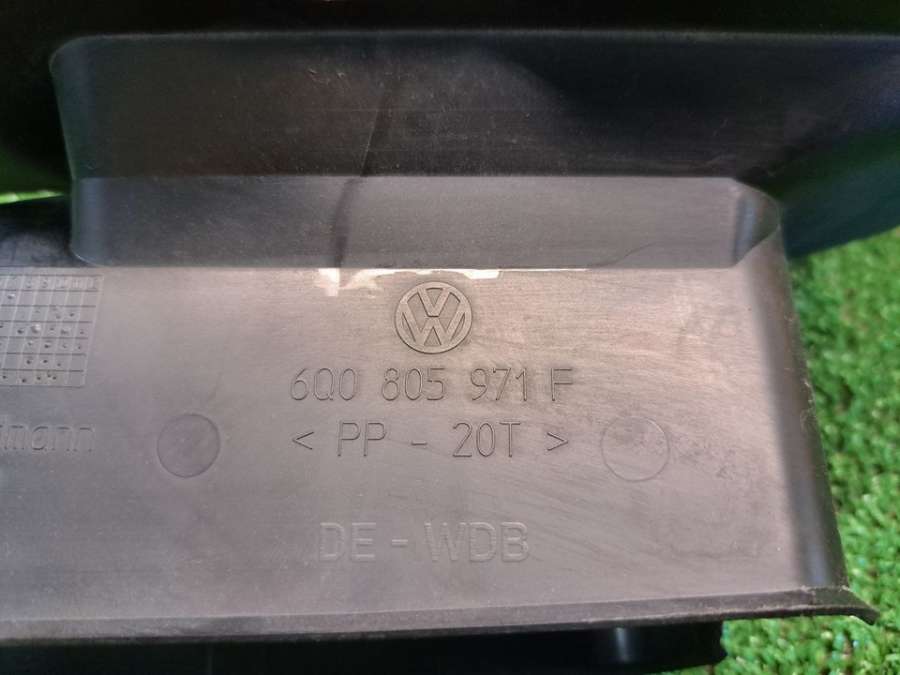 6Q0 805 971 F
< PP - 20T >
DE - WDB